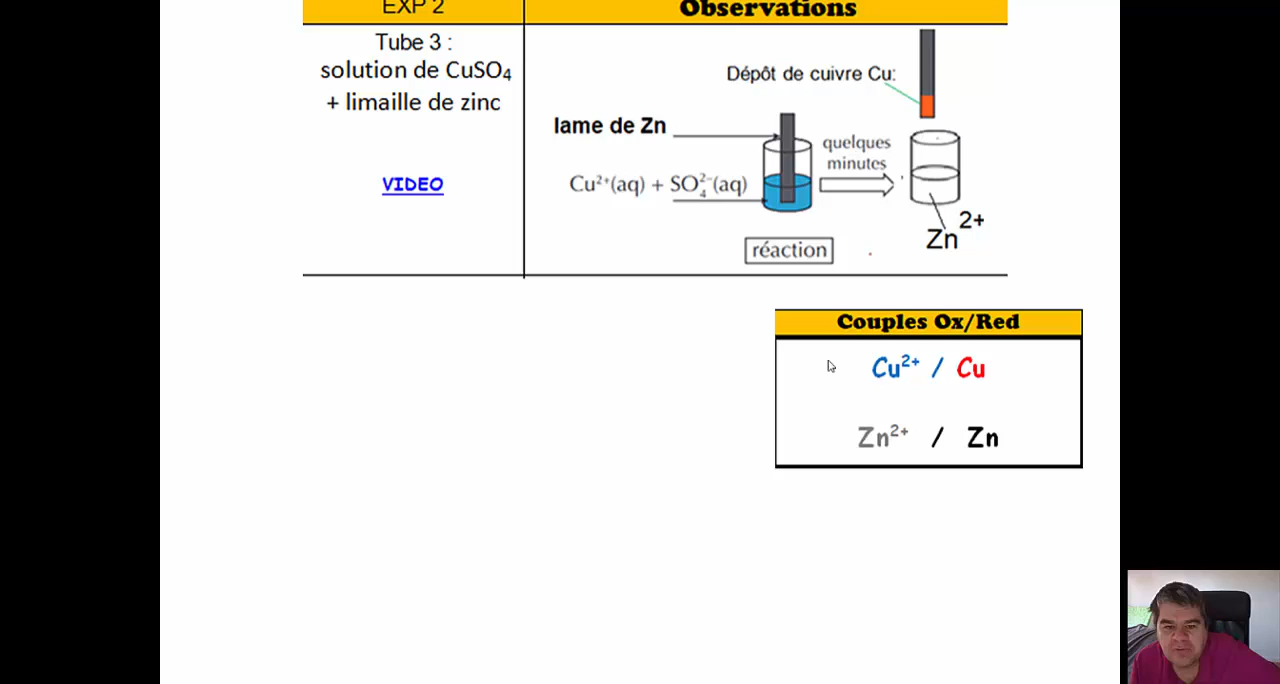 EXP 2
Observations
Tube 3 :
solution de CuSO₄
+ limaille de zinc
VIDEO
Dépôt de cuivre Cu:
lame de Zn
quelques
minutes
Cu²⁺(aq) + SO₄²⁻(aq)
Zn²⁺
réaction
Couples Ox/Red
Cu²⁺ / Cu
Zn²⁺ / Zn